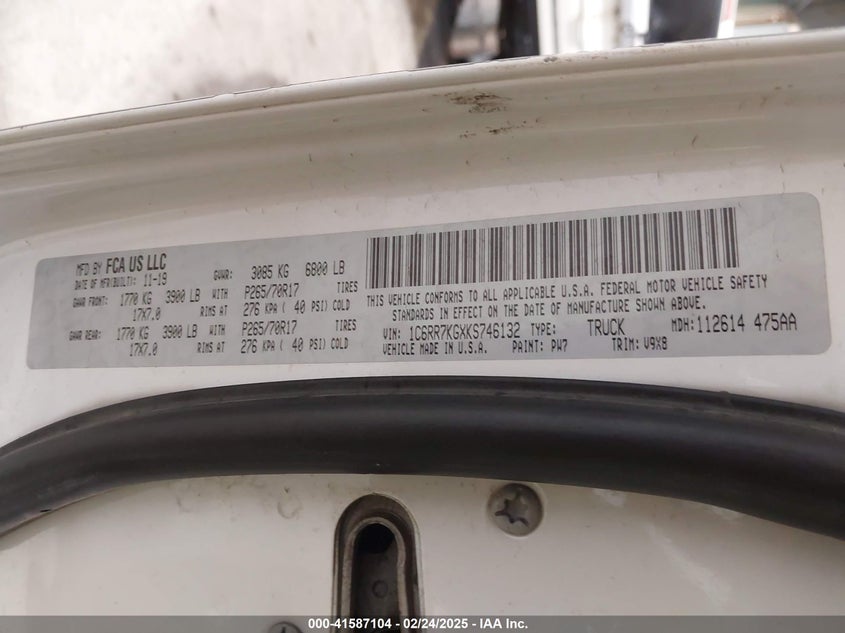 MFD BY FCA US LLC
DATE OF MFR(BUILT): 11-19 GVWR: 3085 KG 6800 LB
GAWR FRONT: 1770 KG 3900 LB WITH P265/70R17 TIRES
17X7.0 RIMS AT 276 KPA ( 40 PSI) COLD
GAWR REAR: 1770 KG 3900 LB WITH P265/70R17 TIRES
17X7.0 RIMS AT 276 KPA ( 40 PSI) COLD
THIS VEHICLE CONFORMS TO ALL APPLICABLE U.S.A. FEDERAL MOTOR VEHICLE SAFETY
STANDARDS IN EFFECT ON THE DATE OF MANUFACTURE SHOWN ABOVE.
VIN: 1C6RR7KGXKS746132 TYPE: TRUCK MDH: 112614 475AA
VEHICLE MADE IN U.S.A. PAINT: PW7 TRIM: V9X8
000-41587104 - 02/24/2025 - IAA Inc.